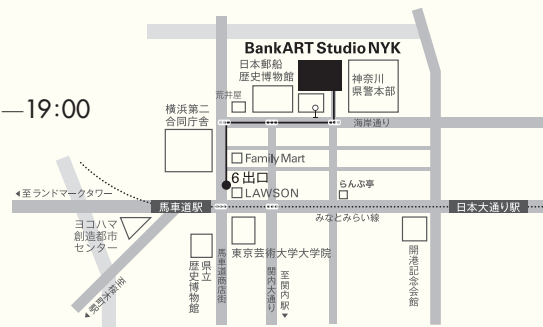 BankART Studio NYK
日本郵船
歴史博物館
神奈川
県警本部
荒井屋
—19:00
横浜第二
合同庁舎
海岸通り
FamilyMart
6 出口
LAWSON
らんぷ亭
◀至ランドマークタワー
馬車道駅
日本大通り駅
みなとみらい線
ヨコハマ
創造都市
センター
東京芸術大学大学院
県立
歴史博物館
馬車道商店街
関内大通り
至関内駅▼
開港記念会館
至桜木町駅